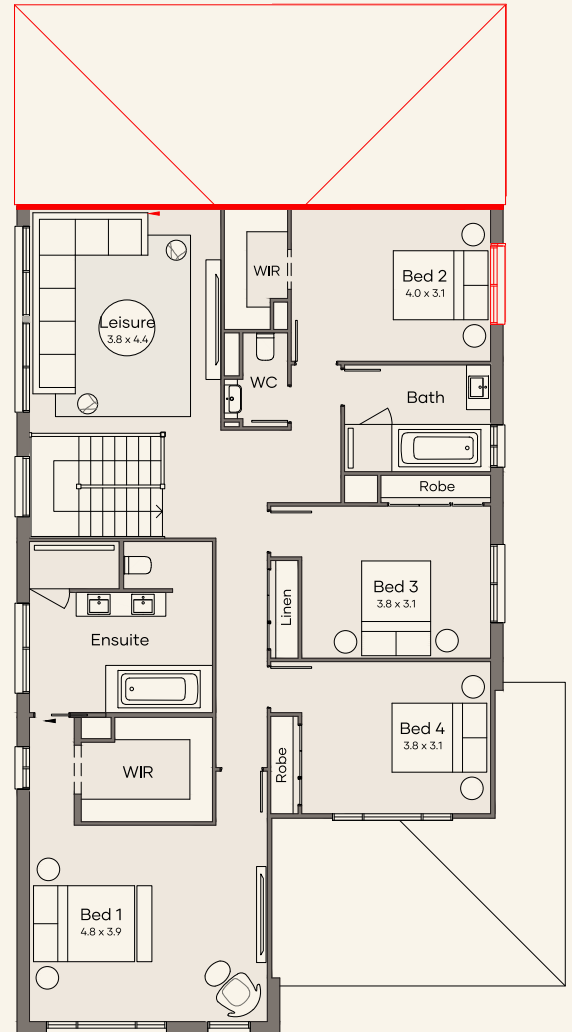 WIR
Bed 2
4.0 x 3.1
Leisure
3.8 x 4.4
WC
Bath
Robe
Bed 3
3.8 x 3.1
Linen
Ensuite
Bed 4
3.8 x 3.1
Robe
WIR
Bed 1
4.8 x 3.9